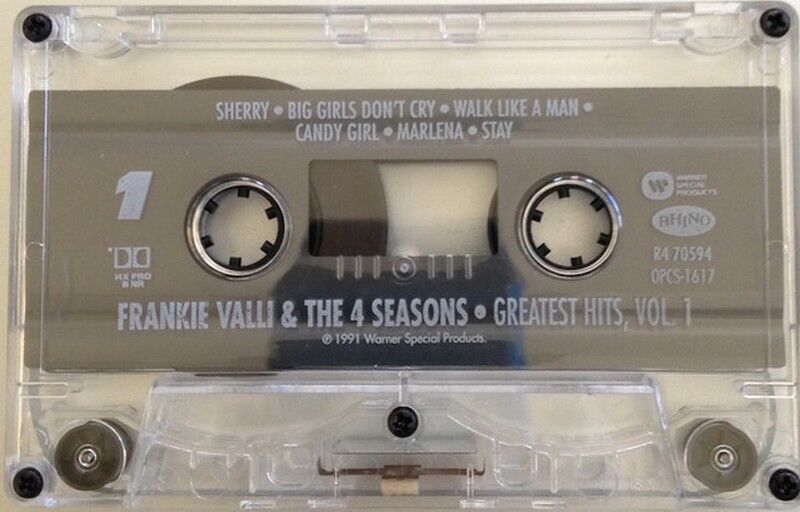 SHERRY • BIG GIRLS DON'T CRY • WALK LIKE A MAN •
CANDY GIRL • MARLENA • STAY
1
WARNER
SPECIAL
PRODUCTS
RHINO
HX PRO
B NR
R4 70594
OPCS-1617
FRANKIE VALLI & THE 4 SEASONS • GREATEST HITS, VOL. 1
℗ 1991 Warner Special Products.